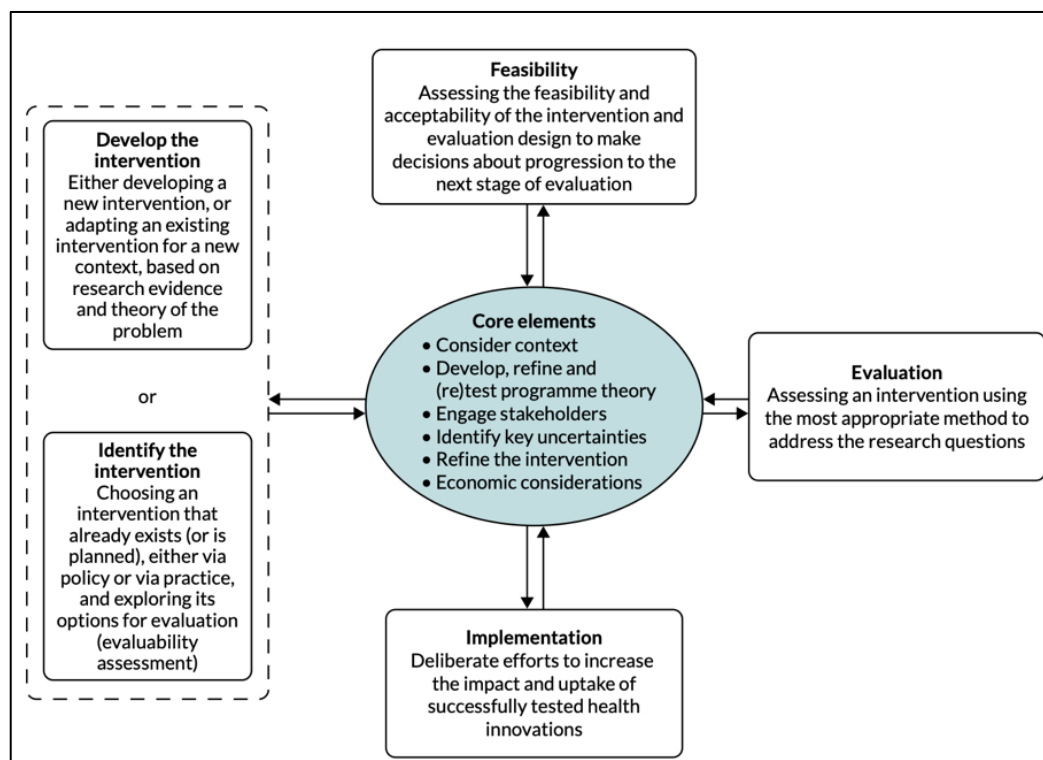 Feasibility
Assessing the feasibility and
acceptability of the intervention and
evaluation design to make
decisions about progression to the
next stage of evaluation
Develop the
intervention
Either developing a
new intervention, or
adapting an existing
intervention for a new
context, based on
research evidence
and theory of the
problem
or
Identify the
intervention
Choosing an
intervention that
already exists (or is
planned), either via
policy or via practice,
and exploring its
options for evaluation
(evaluability
assessment)
Core elements
• Consider context
• Develop, refine and
(re)test programme theory
• Engage stakeholders
• Identify key uncertainties
• Refine the intervention
• Economic considerations
Evaluation
Assessing an intervention using
the most appropriate method to
address the research questions
Implementation
Deliberate efforts to increase
the impact and uptake of
successfully tested health
innovations